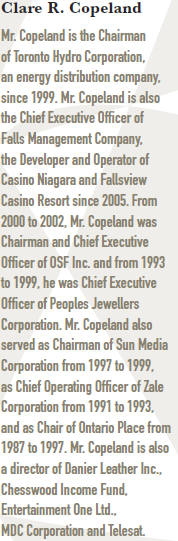 Clare R. Copeland
Mr. Copeland is the Chairman
of Toronto Hydro Corporation,
an energy distribution company,
since 1999. Mr. Copeland is also
the Chief Executive Officer of
Falls Management Company,
the Developer and Operator of
Casino Niagara and Fallsview
Casino Resort since 2005. From
2000 to 2002, Mr. Copeland was
Chairman and Chief Executive
Officer of OSF Inc. and from 1993
to 1999, he was Chief Executive
Officer of Peoples Jewellers
Corporation. Mr. Copeland also
served as Chairman of Sun Media
Corporation from 1997 to 1999,
as Chief Operating Officer of Zale
Corporation from 1991 to 1993,
and as Chair of Ontario Place from
1987 to 1997. Mr. Copeland is also
a director of Danier Leather Inc.,
Chesswood Income Fund,
Entertainment One Ltd.,
MDC Corporation and Telesat.